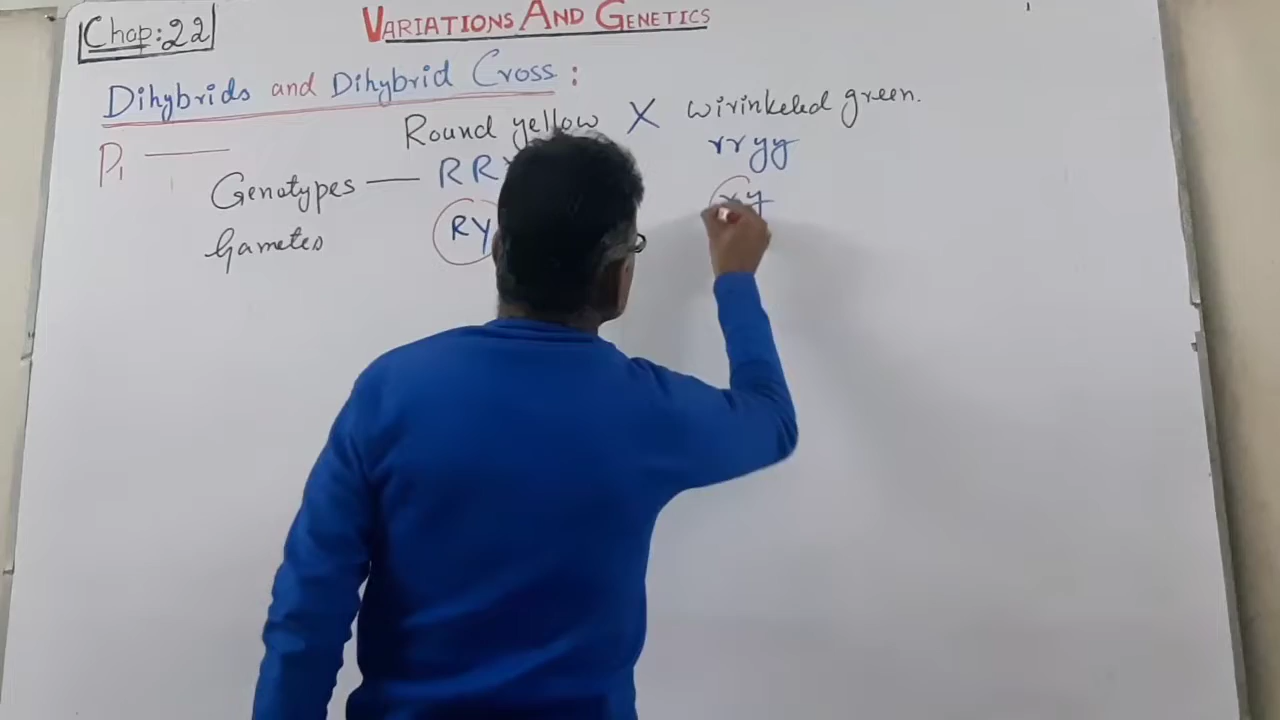 Chap: 22
VARIATIONS AND GENETICS
Dihybrids and Dihybrid Cross:
P1 Round yellow X wirinkeled green.
Genotypes — RR rryy
Gametes RY ry